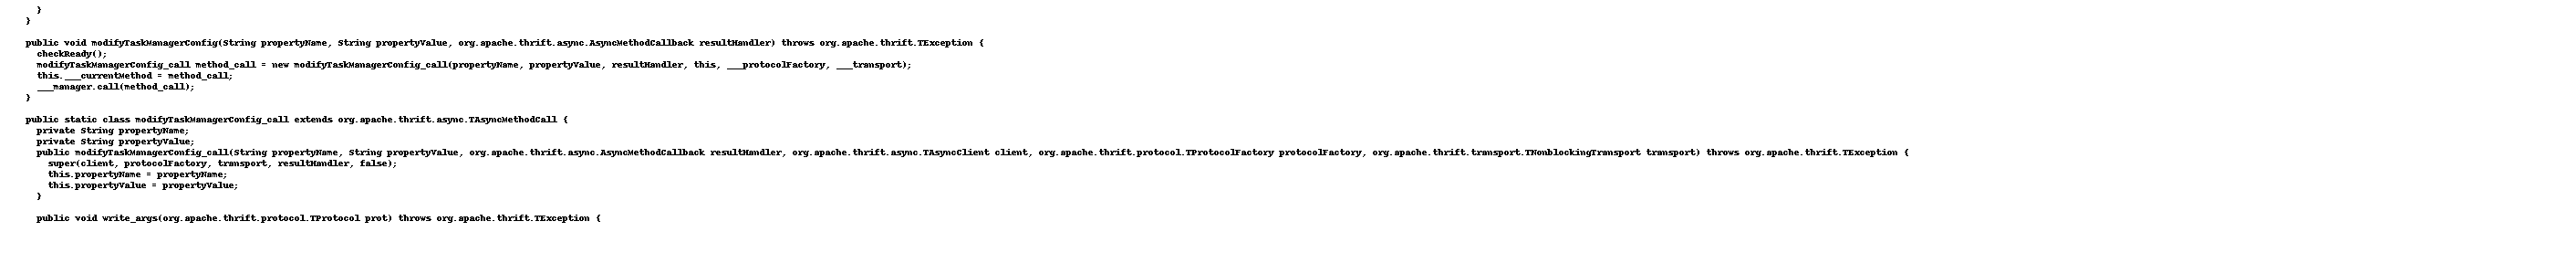 }
}
public void modifyTaskManagerConfig(String propertyName, String propertyValue, org.apache.thrift.async.AsyncMethodCallback resultHandler) throws org.apache.thrift.TException {
checkReady();
modifyTaskManagerConfig_call method_call = new modifyTaskManagerConfig_call(propertyName, propertyValue, resultHandler, this, ___protocolFactory, ___transport);
this.___currentMethod = method_call;
___manager.call(method_call);
}
public static class modifyTaskManagerConfig_call extends org.apache.thrift.async.TAsyncMethodCall {
private String propertyName;
private String propertyValue;
public modifyTaskManagerConfig_call(String propertyName, String propertyValue, org.apache.thrift.async.AsyncMethodCallback resultHandler, org.apache.thrift.async.TAsyncClient client, org.apache.thrift.protocol.TProtocolFactory protocolFactory, org.apache.thrift.transport.TNonblockingTransport transport) throws org.apache.thrift.TException {
super(client, protocolFactory, transport, resultHandler, false);
this.propertyName = propertyName;
this.propertyValue = propertyValue;
}
public void write_args(org.apache.thrift.protocol.TProtocol prot) throws org.apache.thrift.TException {